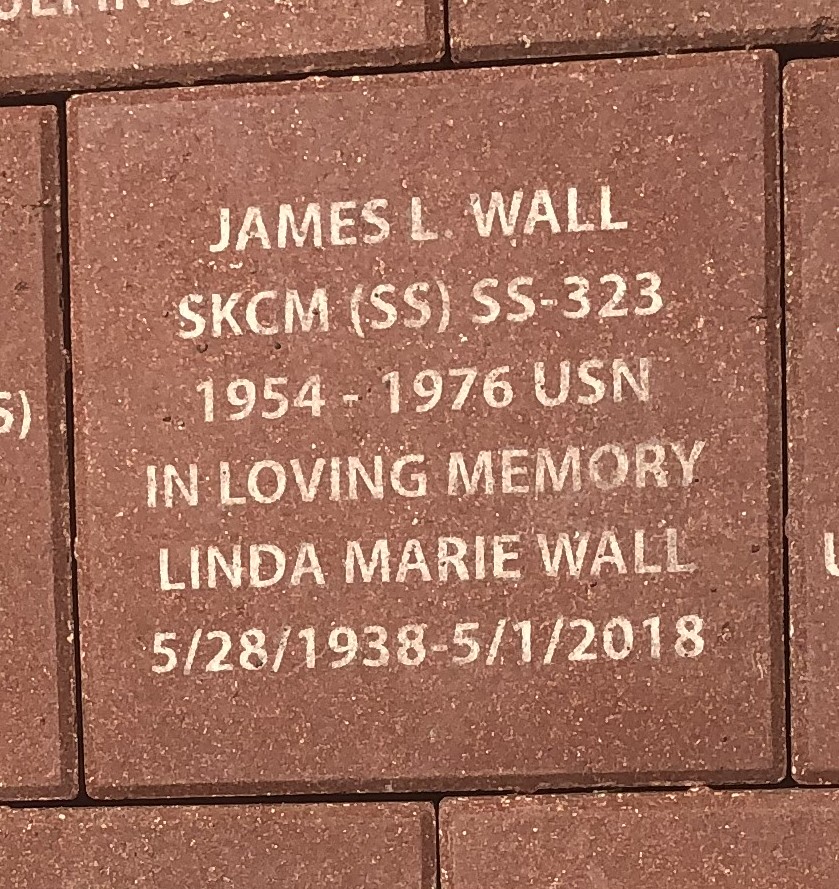 JAMES L. WALL
SKCM (SS) SS-323
1954 - 1976 USN
IN LOVING MEMORY
LINDA MARIE WALL
5/28/1938-5/1/2018